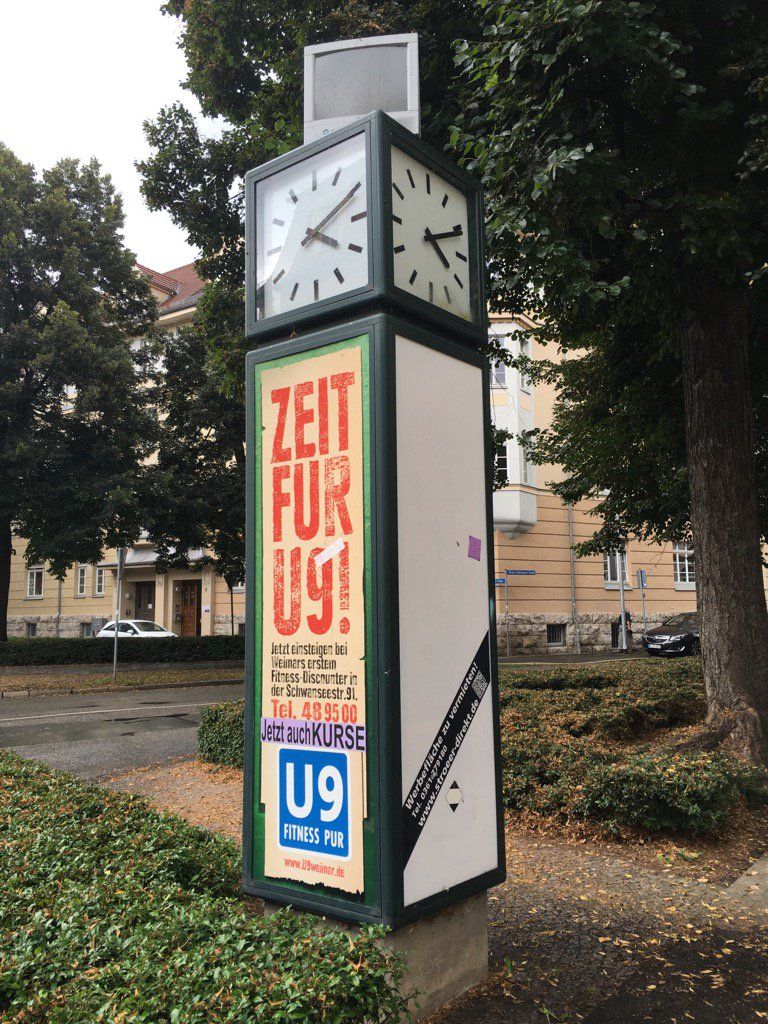 ZEIT
FÜR
U9!
Jetzt einsteigen bei
Weimars erstem
Fitness-Discounter in
der Schwanseestr.91.
Tel. 48 95 00
Jetzt auch KURSE
U9
FITNESS PUR
www.U9weimar.de
Werbefläche zu vermieten!
www.stroeer-direkt.de